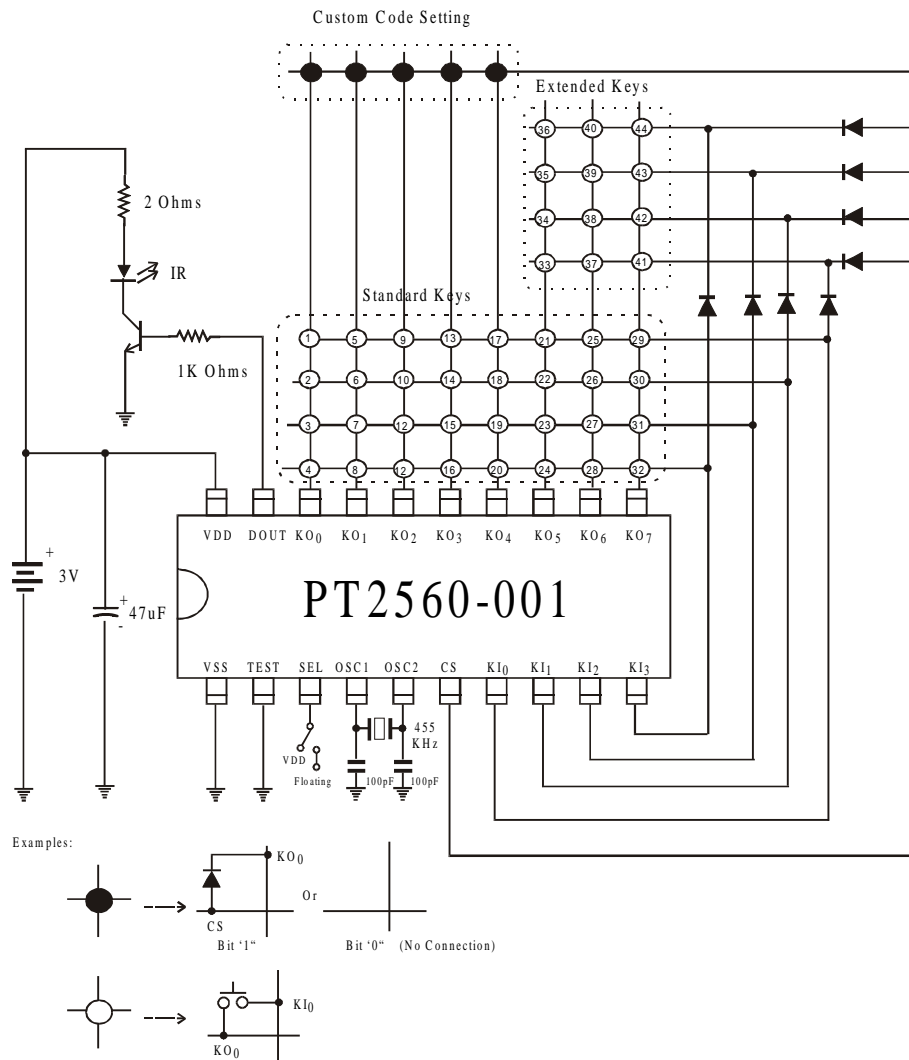 Custom Code Setting
Extended Keys
36 40 44
35 39 43
34 38 42
33 37 41
2 Ohms
IR
Standard Keys
1 5 9 13 17 21 25 29
1K Ohms
2 6 10 14 18 22 26 30
3 7 12 15 19 23 27 31
4 8 12 16 20 24 28 32
VDD DOUT KO0 KO1 KO2 KO3 KO4 KO5 KO6 KO7
+
3V
+
47uF
-
PT2560-001
VSS TEST SEL OSC1 OSC2 CS KI0 KI1 KI2 KI3
455
KHz
VDD
Floating
100pF 100pF
Examples:
KO0
Or
CS
Bit ‘1“ Bit ‘0“ (No Connection)
KI0
KO0